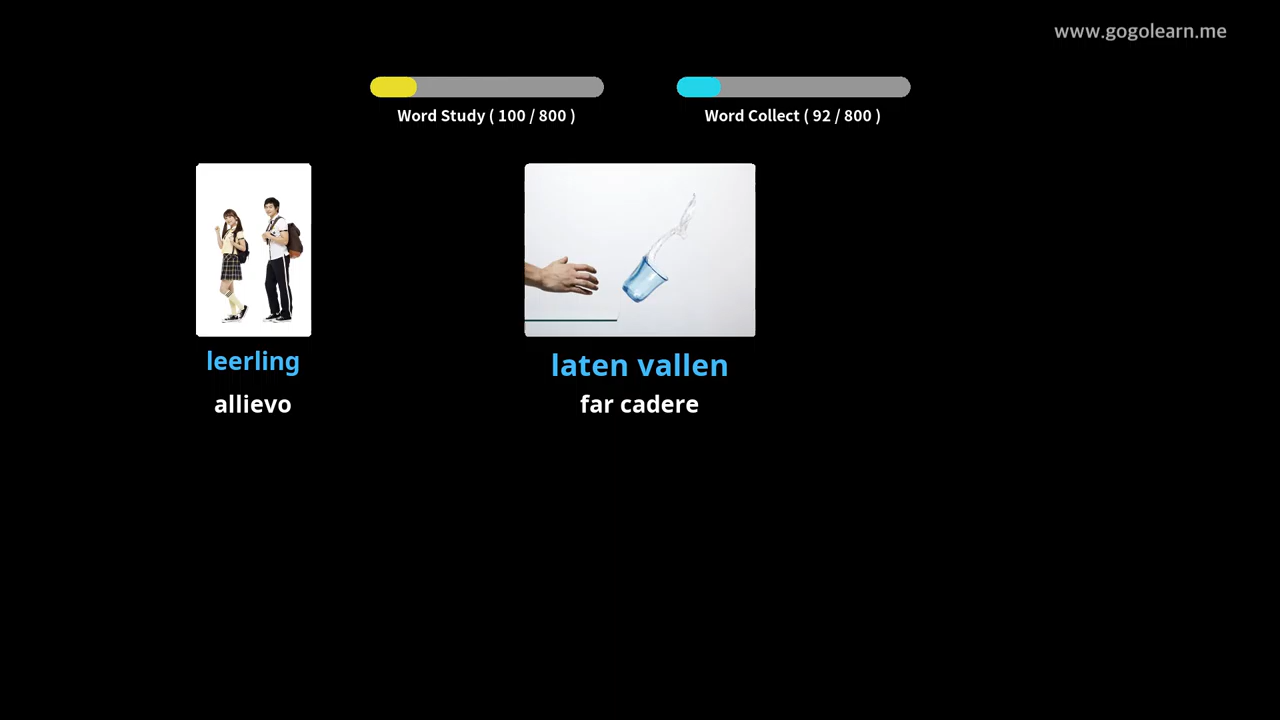 www.gogolearn.me
Word Study ( 100 / 800 )
Word Collect ( 92 / 800 )
leerling
allievo
laten vallen
far cadere